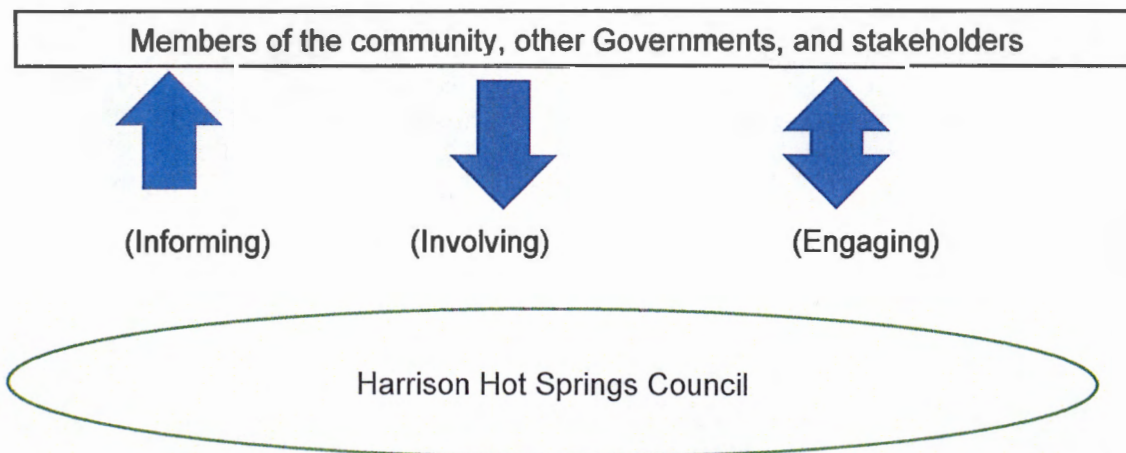 Members of the community, other Governments, and stakeholders
(Informing) (Involving) (Engaging)
Harrison Hot Springs Council